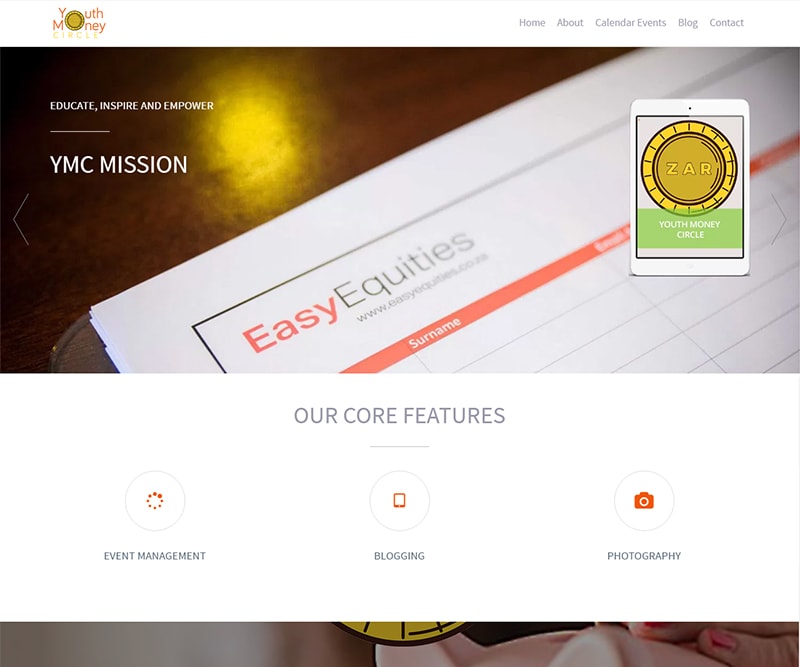 Youth
Money
CIRCLE
Home About Calendar Events Blog Contact
EDUCATE, INSPIRE AND EMPOWER
YMC MISSION
ZAR
YOUTH MONEY
CIRCLE
EasyEquities
www.easyequities.co.za
Surname
OUR CORE FEATURES
EVENT MANAGEMENT
BLOGGING
PHOTOGRAPHY